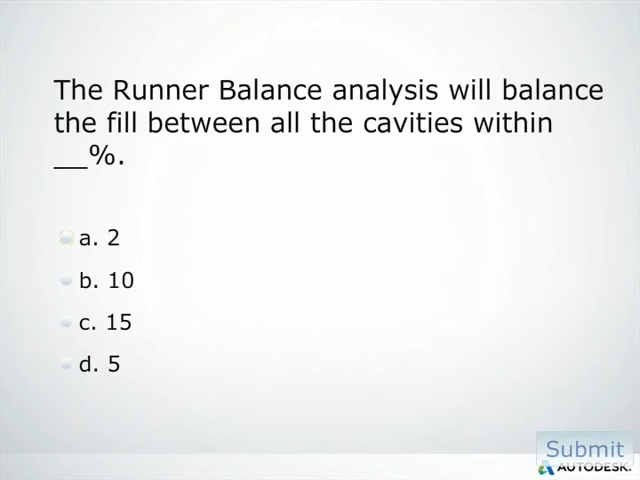 The Runner Balance analysis will balance
the fill between all the cavities within
__%.
a. 2
b. 10
c. 15
d. 5
Submit
AUTODESK.